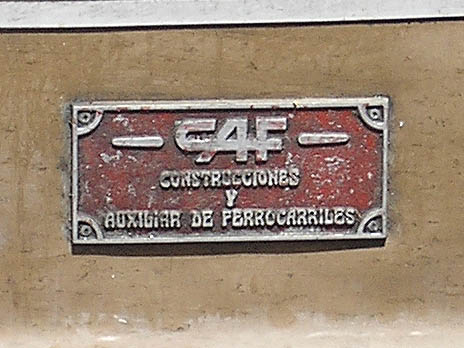 CAF
CONSTRUCCIONES
Y
AUXILIAR DE FERROCARRILES